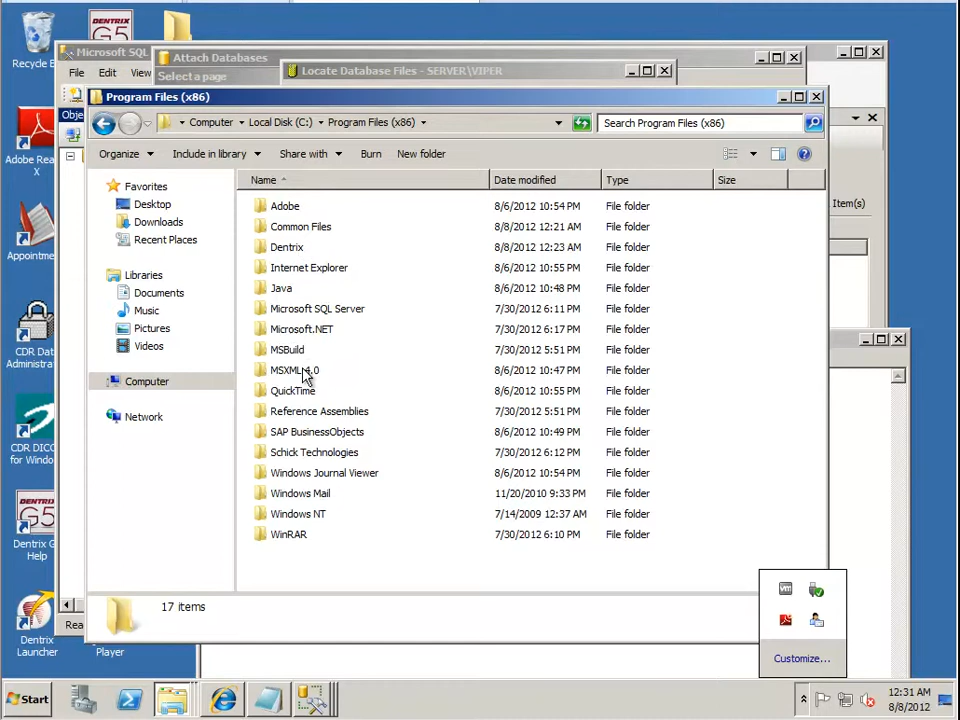 Recycle B
DENTRIX
G5
Microsoft SQL
Attach Databases
Select a page
Locate Database Files - SERVER\VIPER
File Edit View
Obje
Program Files (x86)
Computer Local Disk (C:) Program Files (x86)
Search Program Files (x86)
Organize Include in library Share with Burn New folder
Name Date modified Type Size
Favorites
Desktop
Downloads
Recent Places
Libraries
Documents
Music
Pictures
Videos
Computer
Network
Adobe 8/6/2012 10:54 PM File folder
Common Files 8/8/2012 12:21 AM File folder
Dentrix 8/8/2012 12:23 AM File folder
Internet Explorer 8/6/2012 10:55 PM File folder
Java 8/6/2012 10:48 PM File folder
Microsoft SQL Server 7/30/2012 6:11 PM File folder
Microsoft.NET 7/30/2012 6:17 PM File folder
MSBuild 7/30/2012 5:51 PM File folder
MSXML 4.0 8/6/2012 10:47 PM File folder
QuickTime 8/6/2012 10:55 PM File folder
Reference Assemblies 7/30/2012 5:51 PM File folder
SAP BusinessObjects 8/6/2012 10:49 PM File folder
Schick Technologies 7/30/2012 6:12 PM File folder
Windows Journal Viewer 8/6/2012 10:54 PM File folder
Windows Mail 11/20/2010 9:33 PM File folder
Windows NT 7/14/2009 12:37 AM File folder
WinRAR 7/30/2012 6:10 PM File folder
17 items
Item(s)
Adobe Rea
X
Appointme
CDR Dat
Administra
CDR DICO
for Windo
DENTRIX
G5
Dentrix G
Help
Dentrix
Launcher
Player
Rea
vm
Customize...
Start
12:31 AM
8/8/2012